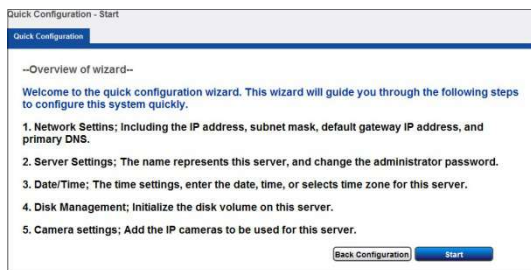 Quick Configuration - Start
Quick Configuration
--Overview of wizard--
Welcome to the quick configuration wizard. This wizard will guide you through the following steps
to configure this system quickly.
1. Network Settins; Including the IP address, subnet mask, default gateway IP address, and
primary DNS.
2. Server Settings; The name represents this server, and change the administrator password.
3. Date/Time; The time settings, enter the date, time, or selects time zone for this server.
4. Disk Management; Initialize the disk volume on this server.
5. Camera settings; Add the IP cameras to be used for this server.
Back Configuration Start